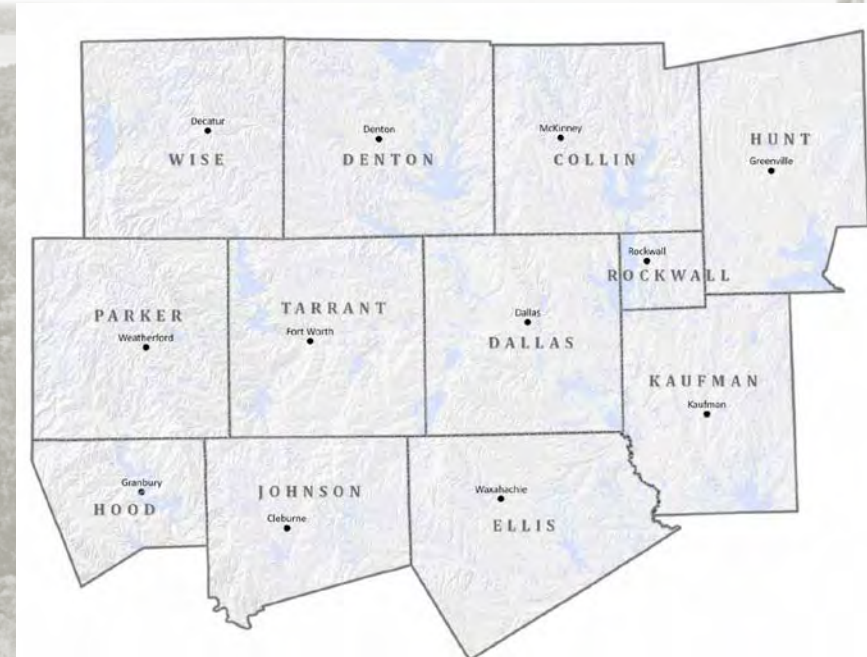 Decatur
WISE
Denton
DENTON
McKinney
COLLIN
HUNT
Greenville
PARKER
Weatherford
TARRANT
Fort Worth
Dallas
DALLAS
Rockwall
ROCKWALL
KAUFMAN
Kaufman
Granbury
HOOD
JOHNSON
Cleburne
Waxahachie
ELLIS